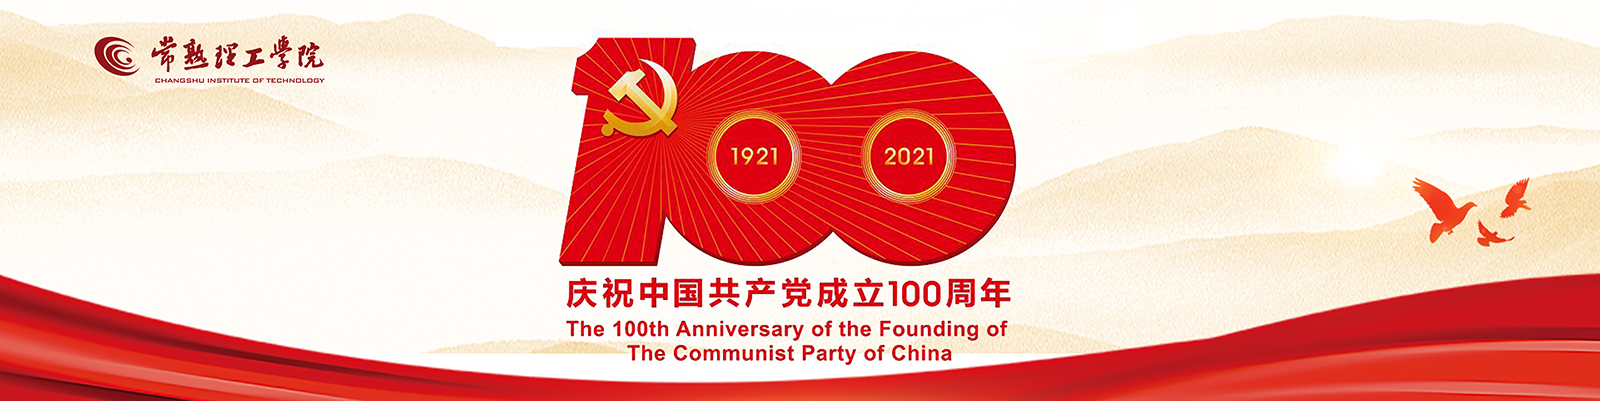 常熟理工學院
CHANGSHU INSTITUTE OF TECHNOLOGY
100
1921
2021
庆祝中国共产党成立100周年
The 100th Anniversary of the Founding of
The Communist Party of China